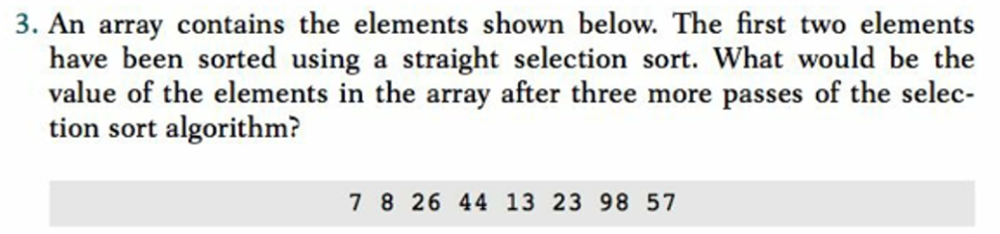 3. An array contains the elements shown below. The first two elements
have been sorted using a straight selection sort. What would be the
value of the elements in the array after three more passes of the selec-
tion sort algorithm?
7 8 26 44 13 23 98 57